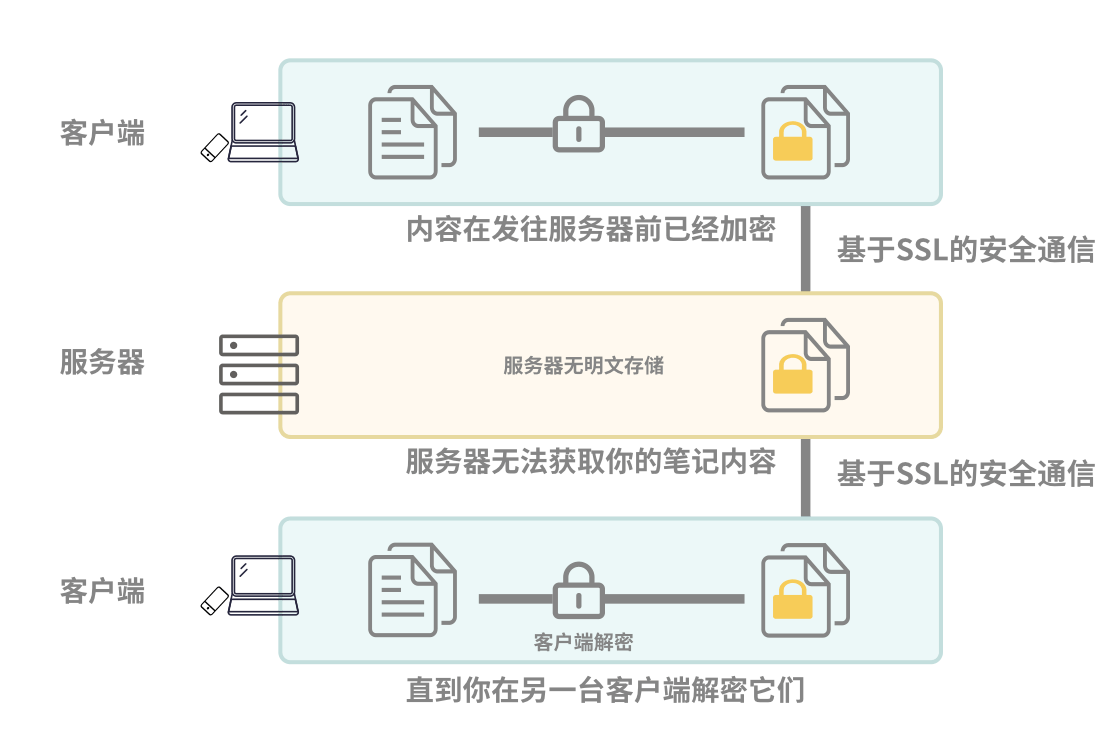 客户端
内容在发往服务器前已经加密
基于SSL的安全通信
服务器
服务器无明文存储
服务器无法获取你的笔记内容
基于SSL的安全通信
客户端
客户端解密
直到你在另一台客户端解密它们